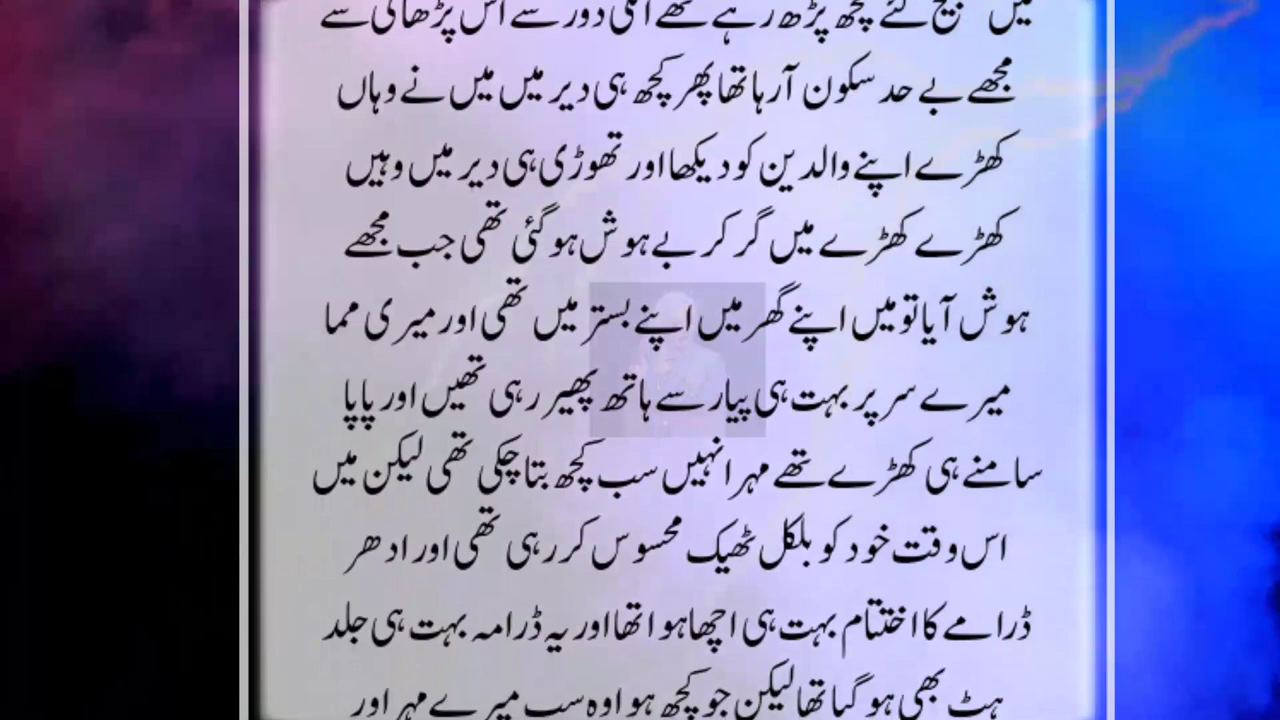 میں کچھ پڑھ رہے تھے انکی دور سے اس پڑھائی سے
مجھے بے حد سکون آرہا تھا پھر کچھ ہی دیر میں میں نے وہاں
کھڑے اپنے والدین کو دیکھا اور تھوڑی ہی دیر میں وہیں
کھڑے کھڑے میں گر کر بے ہوش ہو گئی تھی جب مجھے
ہوش آیا تو میں اپنے گھر میں اپنے بستر میں تھی اور میری مما
میرے سر پر بہت ہی پیار سے ہاتھ پھیر رہی تھیں اور پاپا
سامنے ہی کھڑے تھے مہر انہیں سب کچھ بتا چکی تھی لیکن میں
اس وقت خود کو بلکل ٹھیک محسوس کر رہی تھی اور ادھر
ڈرامے کا اختتام بہت ہی اچھا ہوا تھا اور یہ ڈرامہ بہت ہی جلد
ہٹ بھی ہو گیا تھا لیکن جو کچھ ہوا وہ سب میرے مہر اور